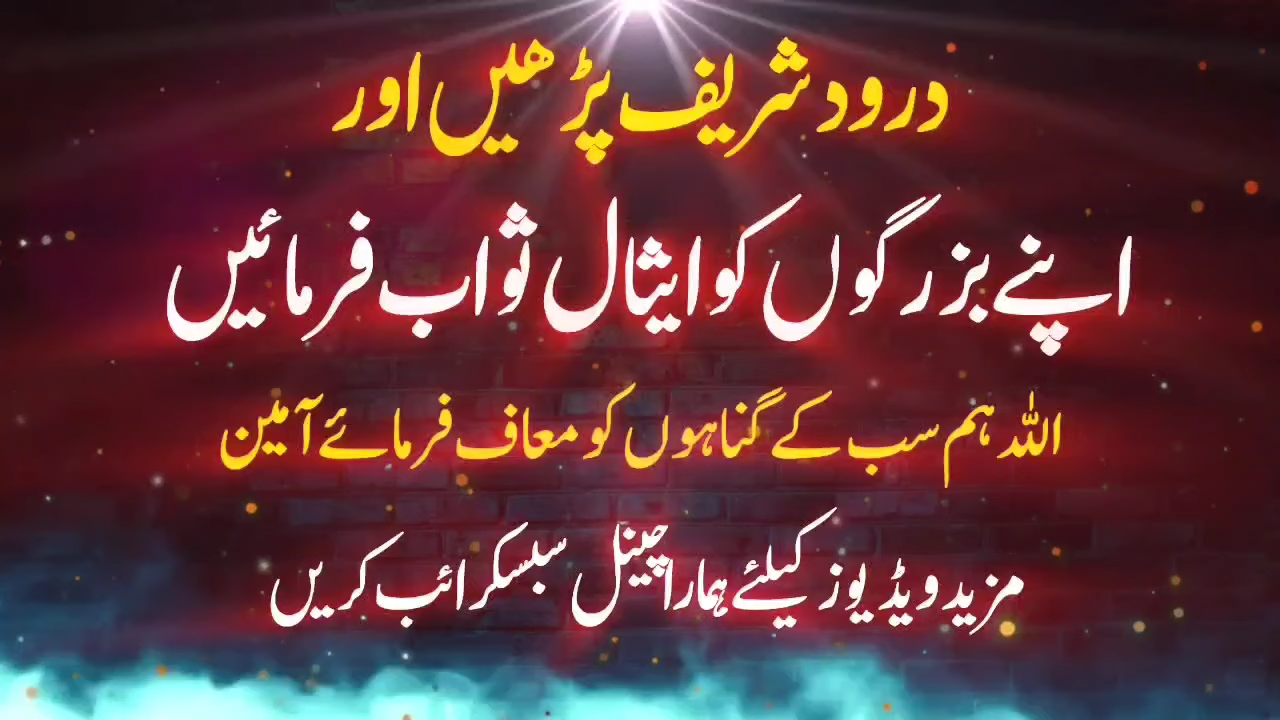 درود شریف پڑھیں اور
اپنے بزرگوں کو ایثال ثواب فرمائیں
اللہ ہم سب کے گناہوں کو معاف فرمائے آمین
مزید ویڈیوز کیلئے ہمارا چینل سبسکرائب کریں